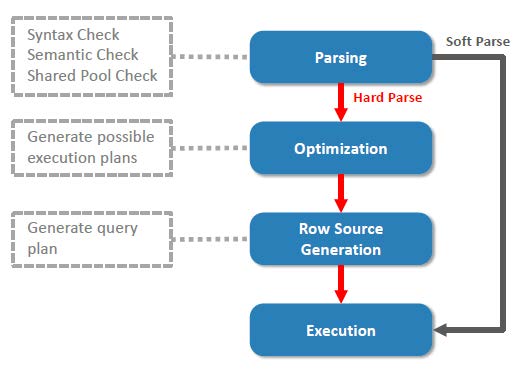 Syntax Check
Semantic Check
Shared Pool Check
Parsing
Soft Parse
Hard Parse
Generate possible
execution plans
Optimization
Generate query
plan
Row Source
Generation
Execution